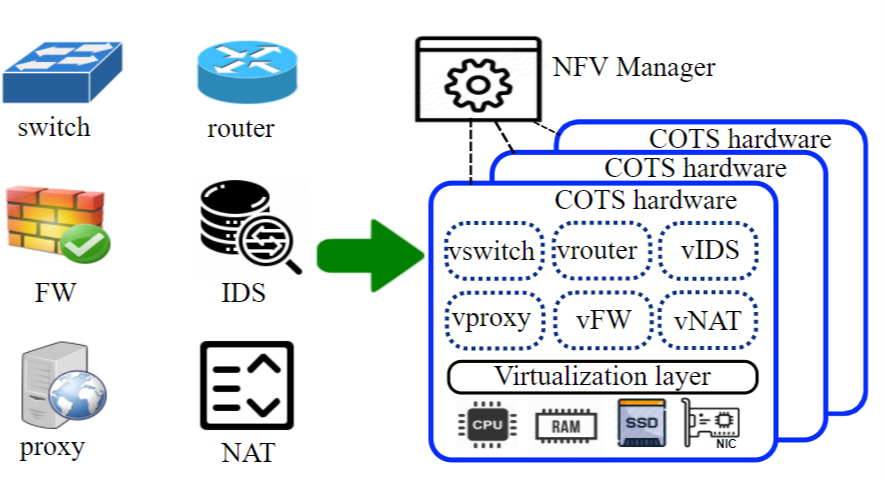 switch
router
FW
IDS
proxy
NAT
NFV Manager
COTS hardware
COTS hardware
COTS hardware
vswitch
vrouter
vIDS
vproxy
vFW
vNAT
Virtualization layer
CPU
RAM
SSD
NIC